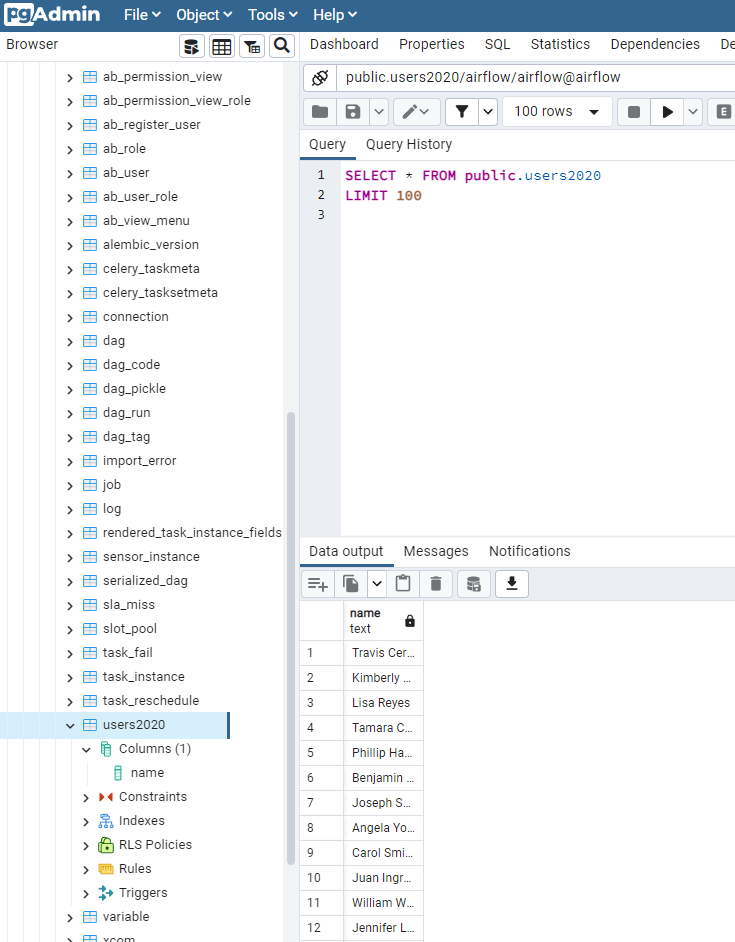 pgAdmin File Object Tools Help
Browser
Dashboard Properties SQL Statistics Dependencies De
public.users2020/airflow/airflow@airflow
100 rows E
Query Query History
1 SELECT * FROM public.users2020
2 LIMIT 100
3
ab_permission_view
ab_permission_view_role
ab_register_user
ab_role
ab_user
ab_user_role
ab_view_menu
alembic_version
celery_taskmeta
celery_tasksetmeta
connection
dag
dag_code
dag_pickle
dag_run
dag_tag
import_error
job
log
rendered_task_instance_fields
sensor_instance
serialized_dag
sla_miss
slot_pool
task_fail
task_instance
task_reschedule
users2020
Columns (1)
name
Constraints
Indexes
RLS Policies
Rules
Triggers
variable
xcom
Data output Messages Notifications
name
text
1 Travis Cer...
2 Kimberly ...
3 Lisa Reyes
4 Tamara C...
5 Phillip Ha...
6 Benjamin ...
7 Joseph S...
8 Angela Yo...
9 Carol Smi...
10 Juan Ingr...
11 William W...
12 Jennifer L...